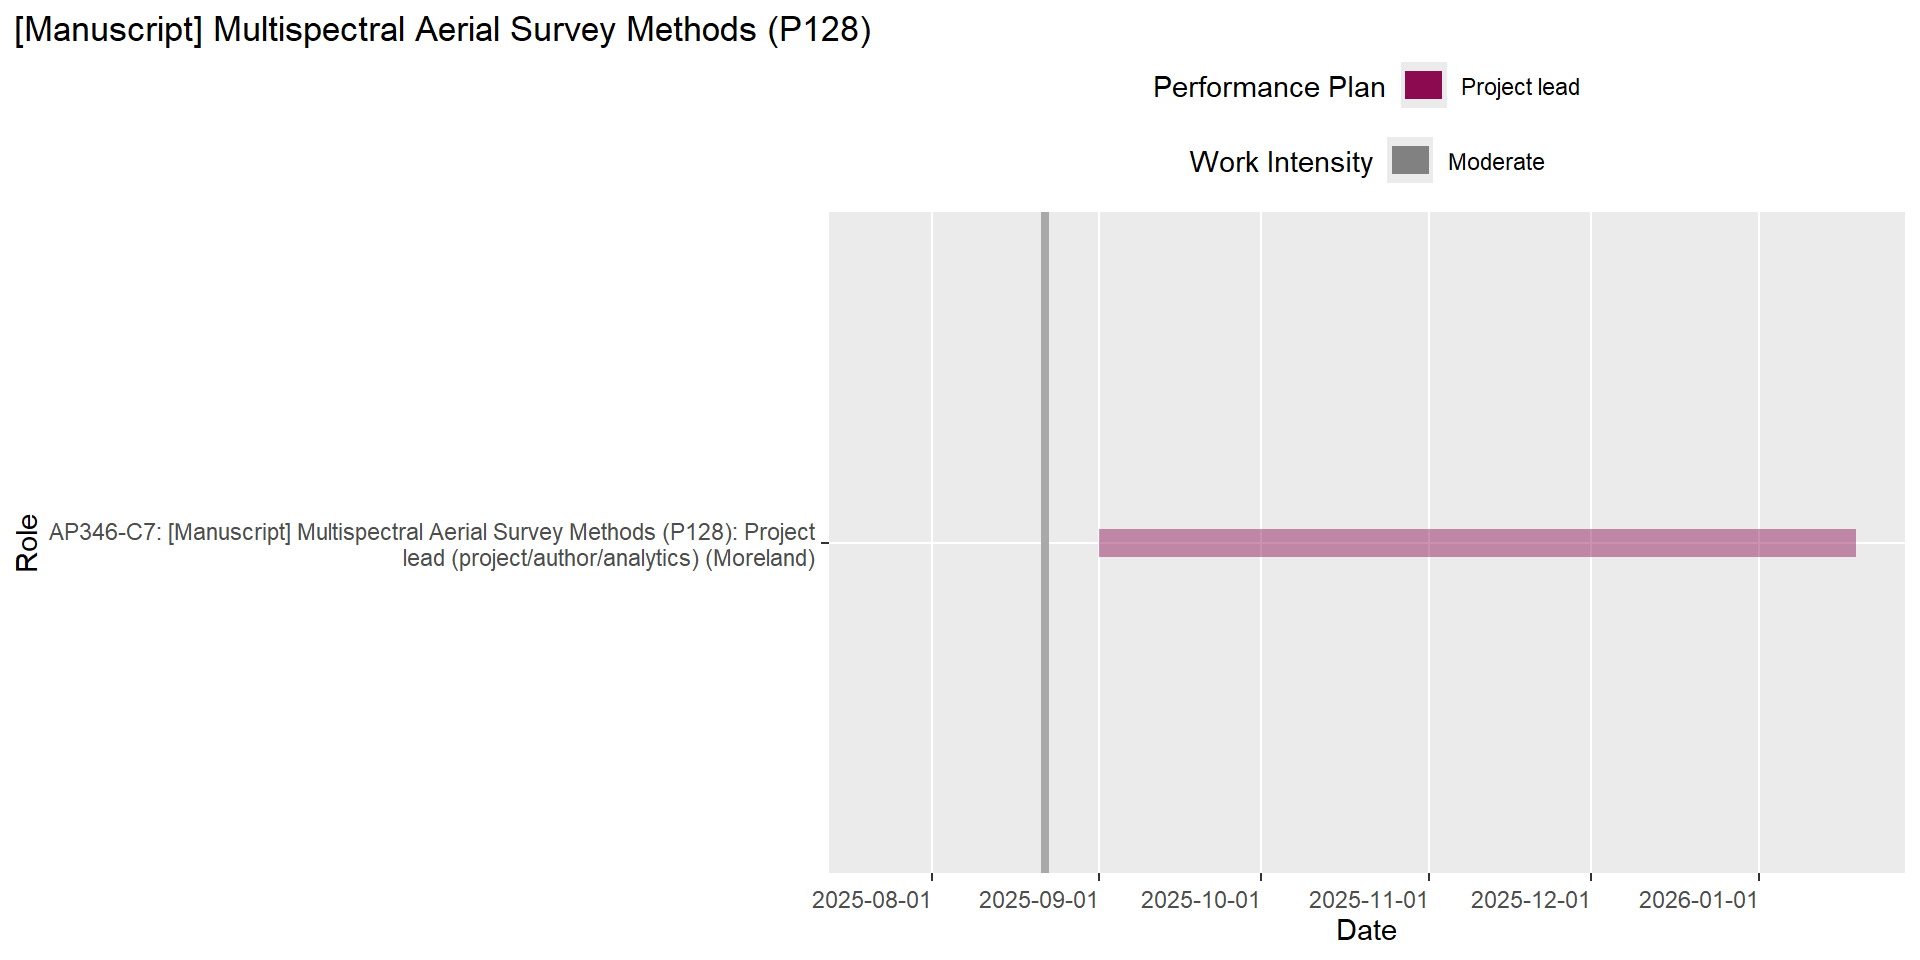 [Manuscript] Multispectral Aerial Survey Methods (P128)
Performance Plan
Project lead
Work Intensity
Moderate
Role
AP346-C7: [Manuscript] Multispectral Aerial Survey Methods (P128): Project
lead (project/author/analytics) (Moreland)
2025-08-01
2025-09-01
2025-10-01
2025-11-01
2025-12-01
2026-01-01
Date